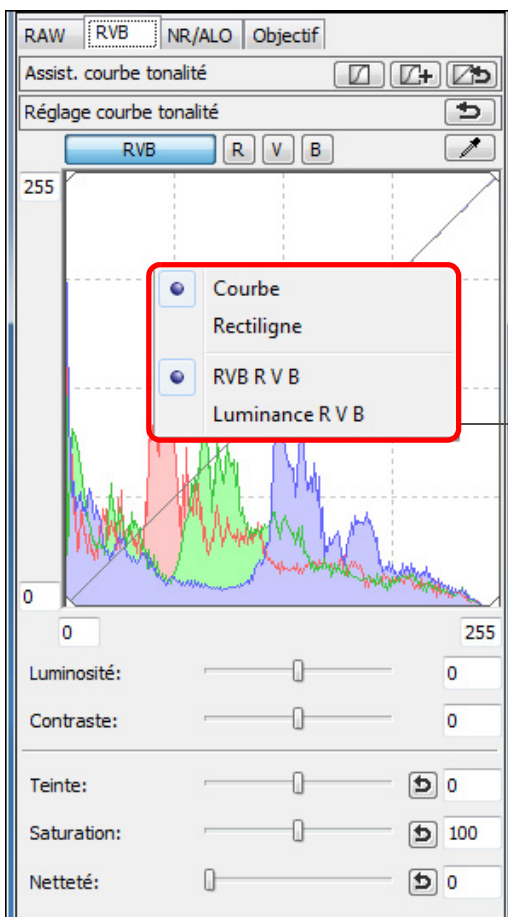 RAW RVB NR/ALO Objectif
Assist. courbe tonalité
Réglage courbe tonalité
RVB R V B
255
Courbe
Rectiligne
RVB R V B
Luminance R V B
0
0 255
Luminosité: 0
Contraste: 0
Teinte: 0
Saturation: 100
Netteté: 0